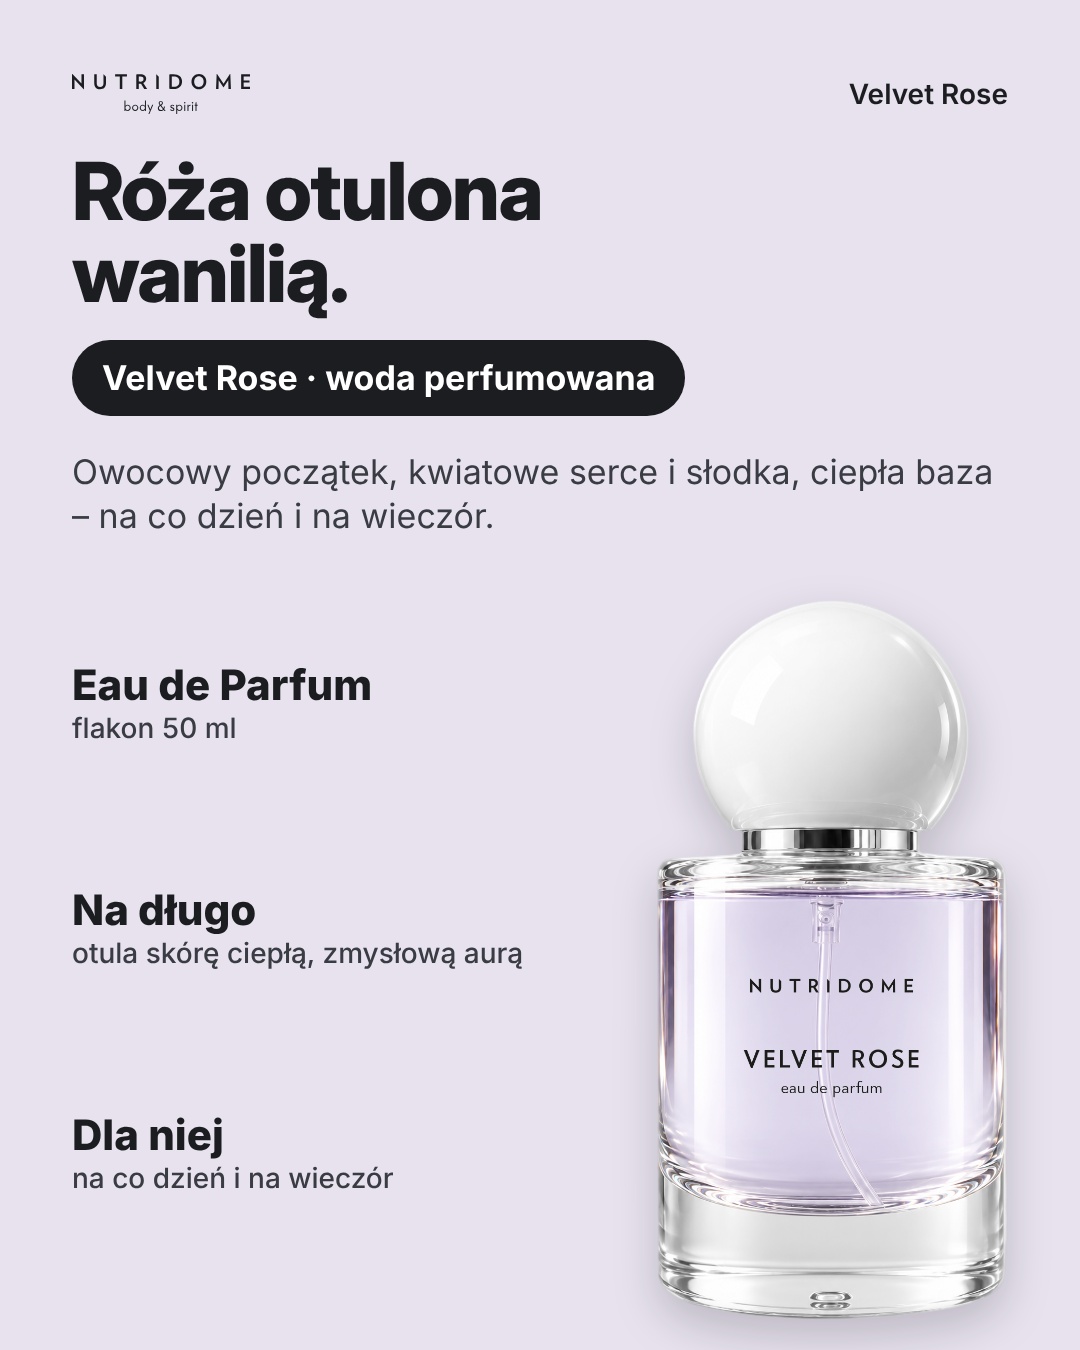 NUTRIDOME
body & spirit
Velvet Rose
Róża otulona
wanilią.
Velvet Rose · woda perfumowana
Owocowy początek, kwiatowe serce i słodka, ciepła baza
– na co dzień i na wieczór.
Eau de Parfum
flakon 50 ml
Na długo
otula skórę ciepłą, zmysłową aurą
Dla niej
na co dzień i na wieczór
NUTRIDOME
VELVET ROSE
eau de parfum